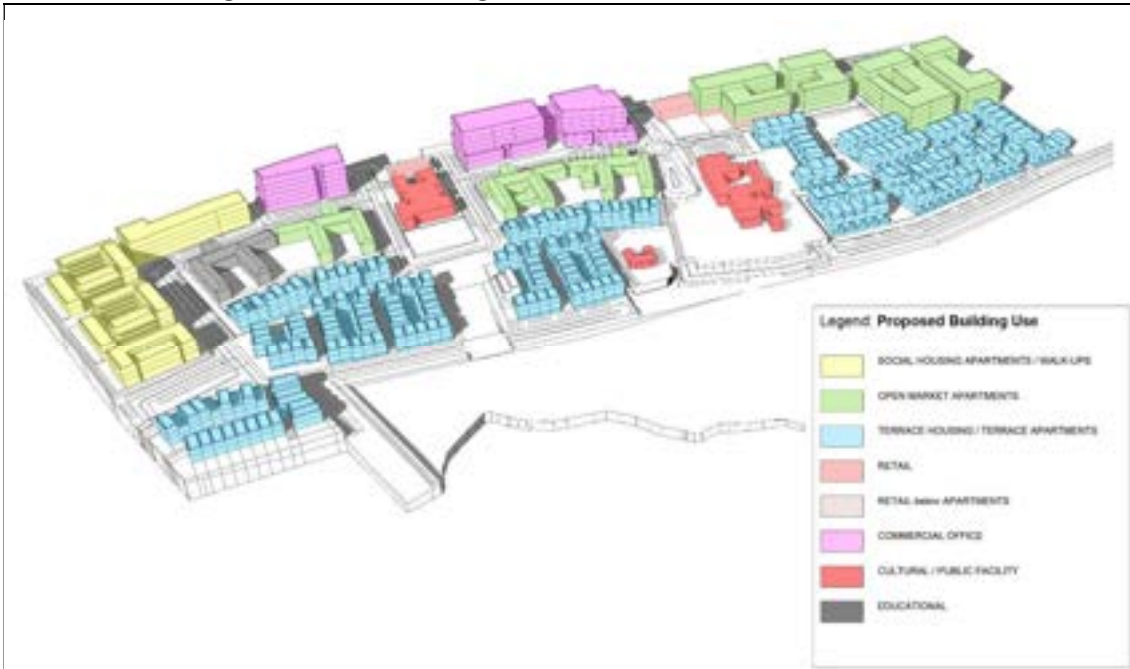 Legend: Proposed Building Use
SOCIAL HOUSING APARTMENTS / WALK-UPS
OPEN MARKET APARTMENTS
TERRACE HOUSING / TERRACE APARTMENTS
RETAIL
RETAIL below APARTMENTS
COMMERCIAL OFFICE
CULTURAL / PUBLIC FACILITY
EDUCATIONAL